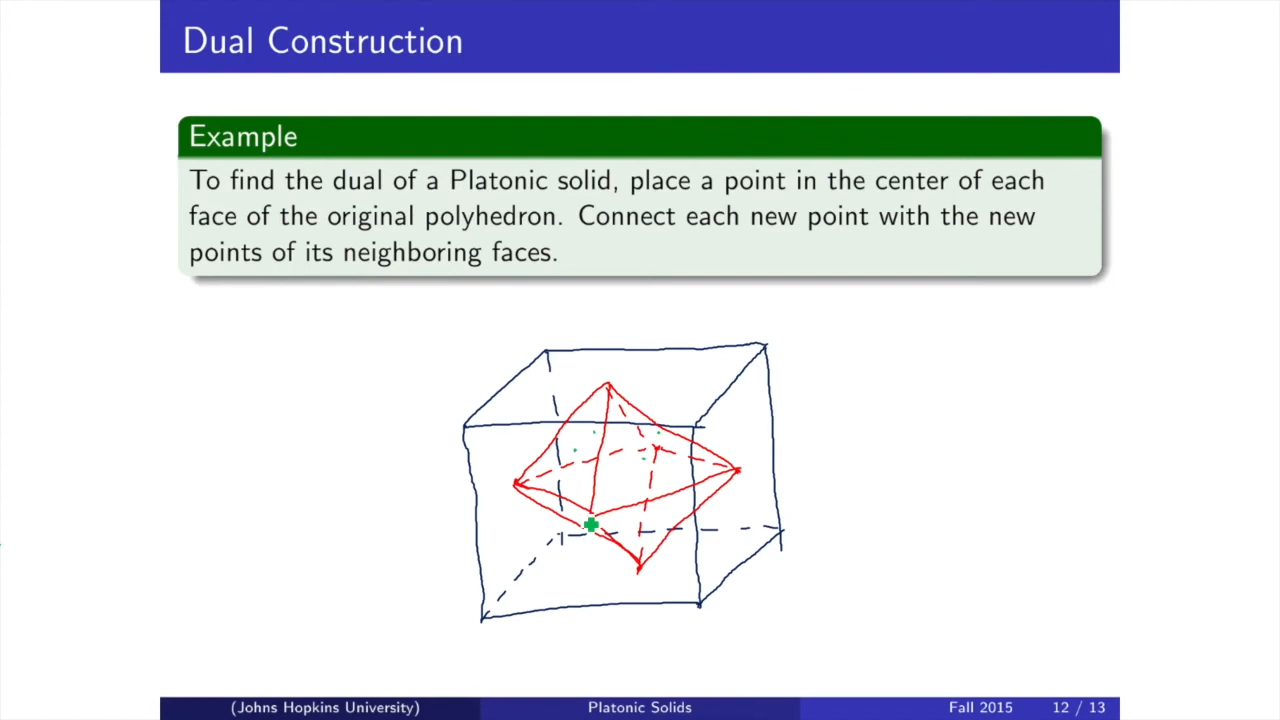 Dual Construction
Example
To find the dual of a Platonic solid, place a point in the center of each
face of the original polyhedron. Connect each new point with the new
points of its neighboring faces.
(Johns Hopkins University) Platonic Solids Fall 2015 12 / 13